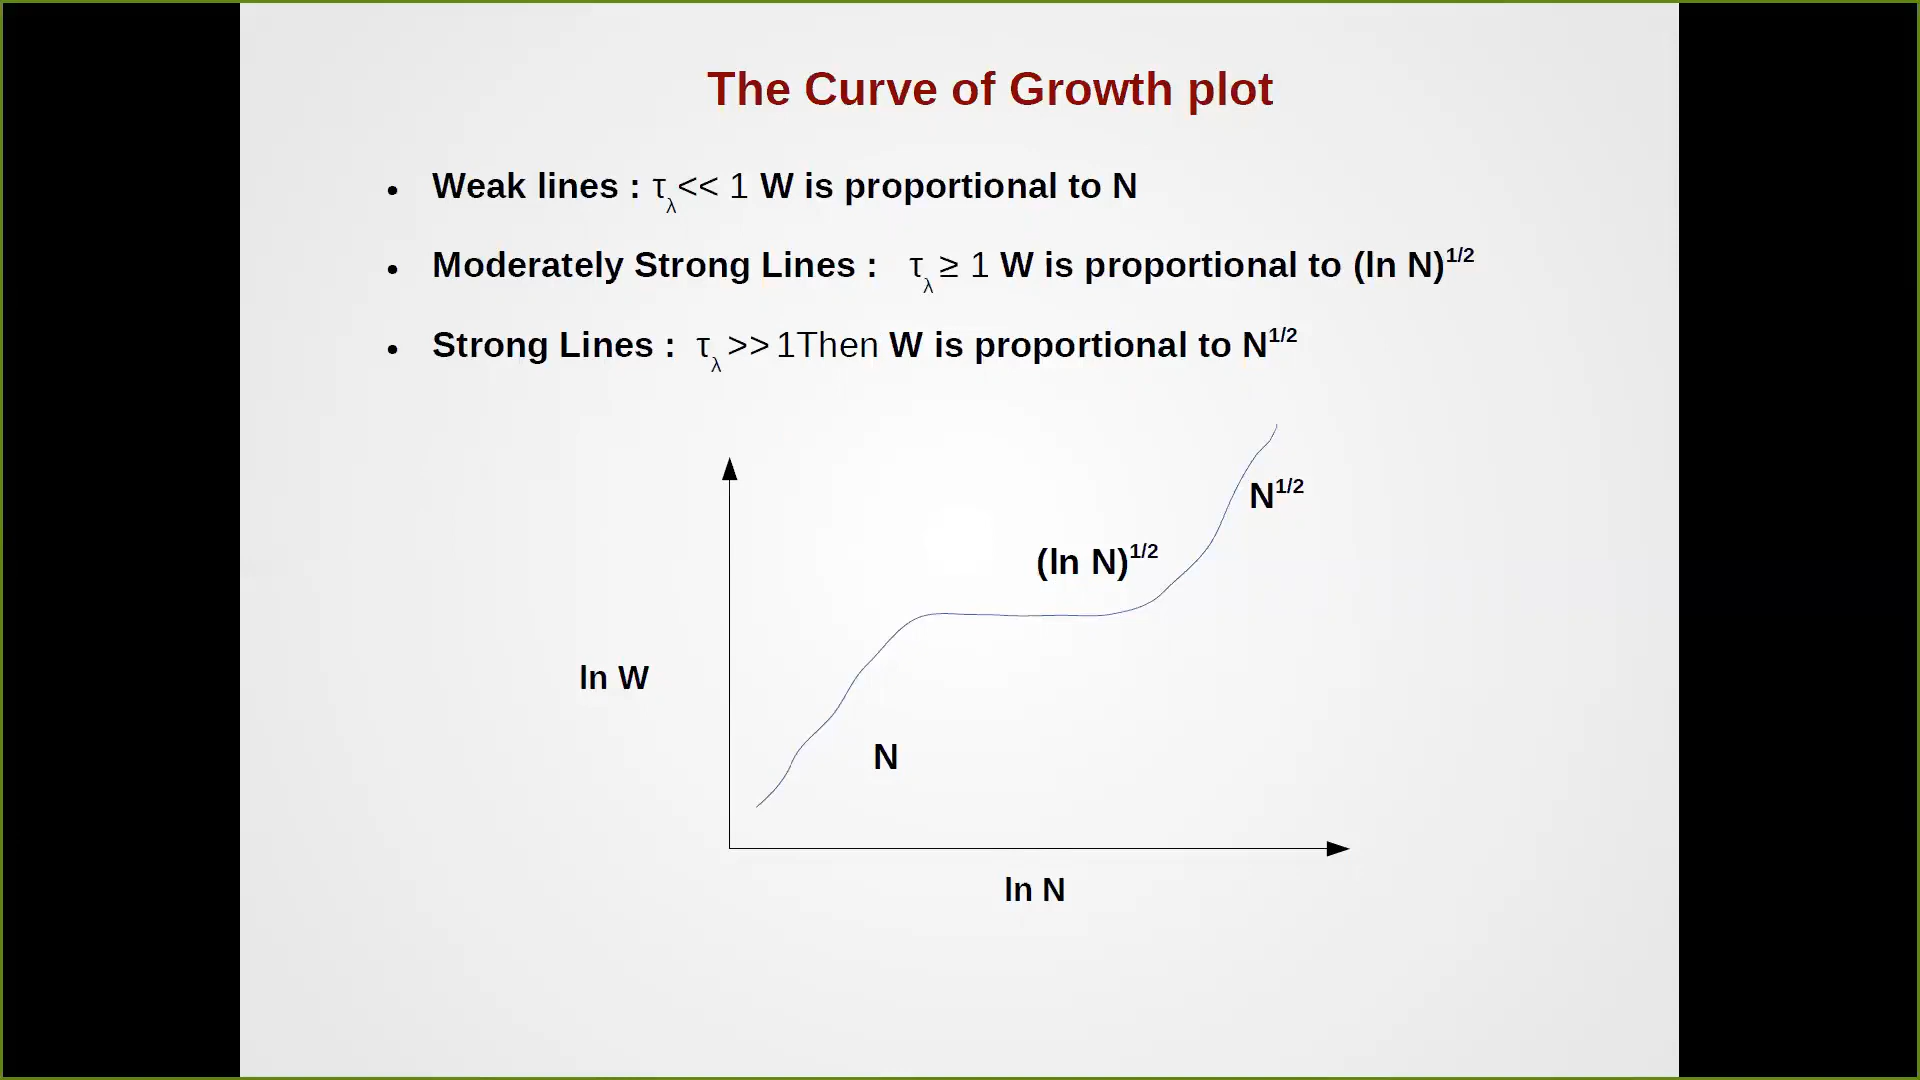 The Curve of Growth plot
• Weak lines : τλ<< 1 W is proportional to N
• Moderately Strong Lines : τλ ≥ 1 W is proportional to (ln N)1/2
• Strong Lines : τλ >> 1Then W is proportional to N1/2
N1/2
(ln N)1/2
ln W
N
ln N